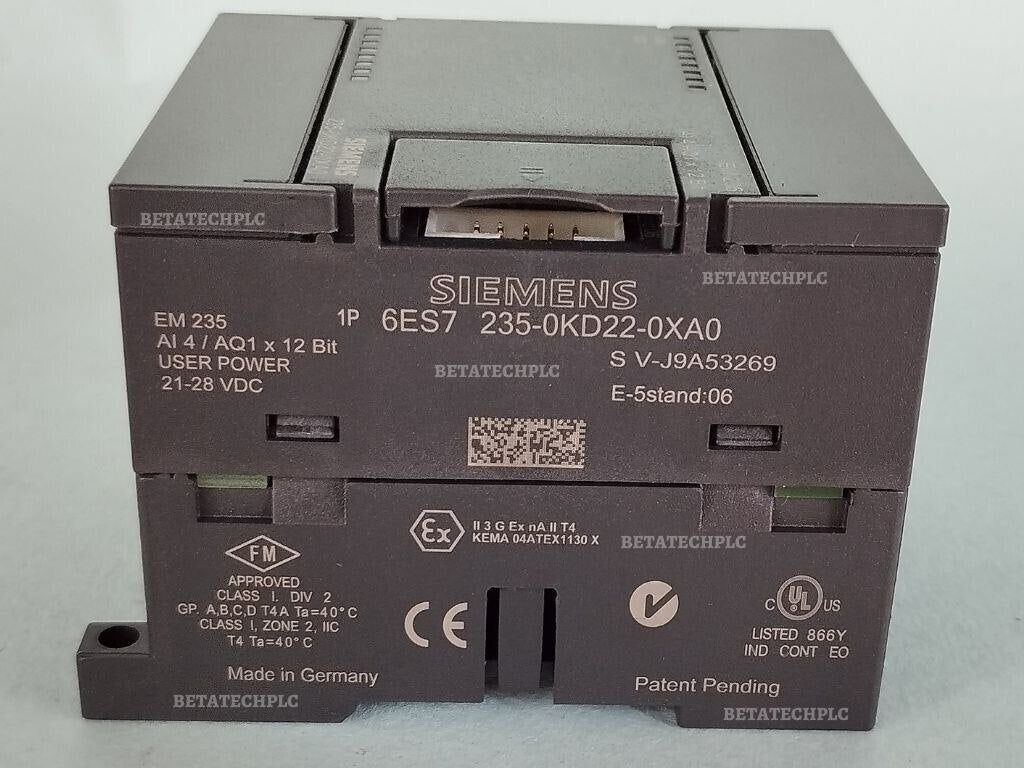 BETATECHPLC
BETATECHPLC
SIEMENS
1P 6ES7 235-0KD22-0XA0
EM 235
AI 4 / AQ1 x 12 Bit
USER POWER
21-28 VDC
BETATECHPLC
S V-J9A53269
E-5stand:06
Ex
II 3 G Ex nA II T4
KEMA 04ATEX1130 X
BETATECHPLC
FM
APPROVED
CLASS I, DIV 2
GP. A,B,C,D T4A Ta=40°C
CLASS I, ZONE 2, IIC
T4 Ta=40°C
CE
C UL US
LISTED 866Y
IND CONT EQ
Made in Germany
Patent Pending
BETATECHPLC
BETATECHPLC